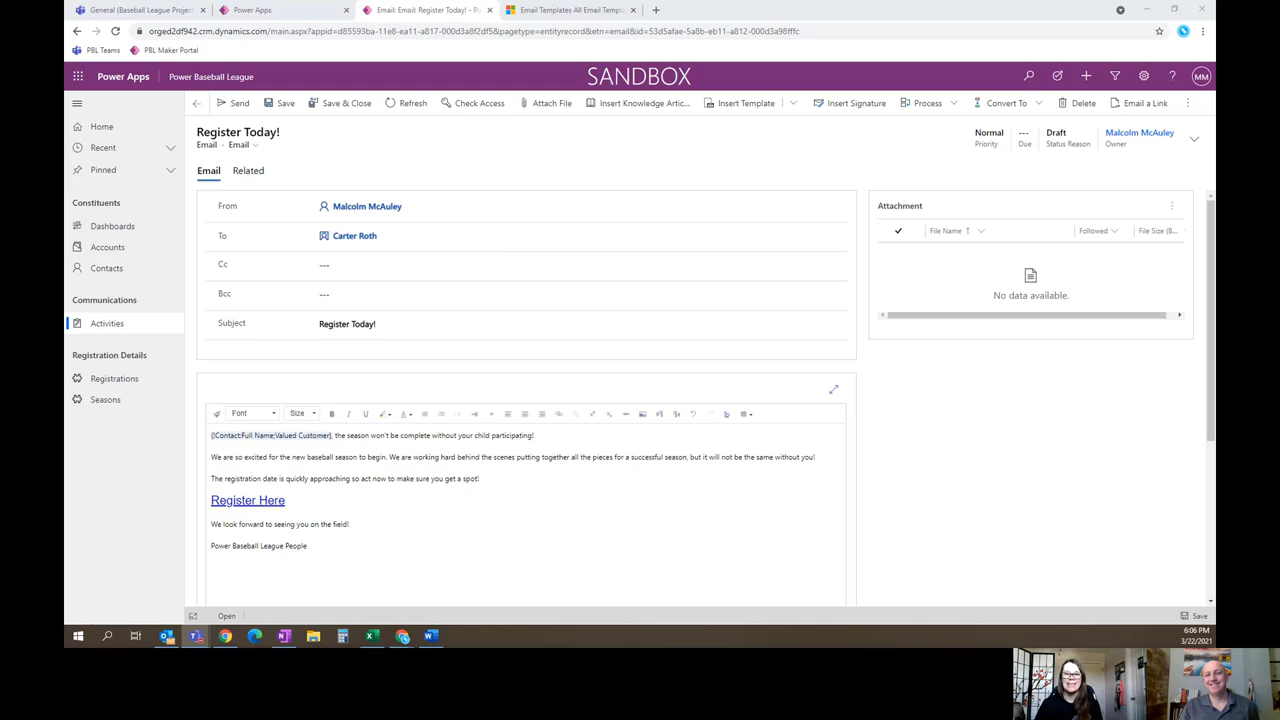 General (Baseball League Project
Power Apps
Email: Email: Register Today! - Po
Email Templates All Email Templ
orged2df942.crm.dynamics.com/main.aspx?appid=d85593ba-11e8-ea11-a817-000d3a8f2df5&pagetype=entityrecord&etn=email&id=53d5afae-5a8b-eb11-a812-000d3a98fffc
PBL Teams
PBL Maker Portal
Power Apps
Power Baseball League
SANDBOX
MM
Send
Save
Save & Close
Refresh
Check Access
Attach File
Insert Knowledge Artic...
Insert Template
Insert Signature
Process
Convert To
Delete
Email a Link
Home
Recent
Pinned
Constituents
Dashboards
Accounts
Contacts
Communications
Activities
Registration Details
Registrations
Seasons
Register Today!
Email · Email
Normal
Priority
---
Due
Draft
Status Reason
Malcolm McAuley
Owner
Email
Related
From
Malcolm McAuley
To
Carter Roth
Cc
---
Bcc
---
Subject
Register Today!
Attachment
File Name
Followed
File Size (B...
No data available.
Font
Size
B
I
U
A
{!Contact:Full Name;Valued Customer}, the season won't be complete without your child participating!
We are so excited for the new baseball season to begin. We are working hard behind the scenes putting together all the pieces for a successful season, but it will not be the same without you!
The registration date is quickly approaching so act now to make sure you get a spot!
Register Here
We look forward to seeing you on the field!
Power Baseball League People
Open
Save
6:06 PM
3/22/2021